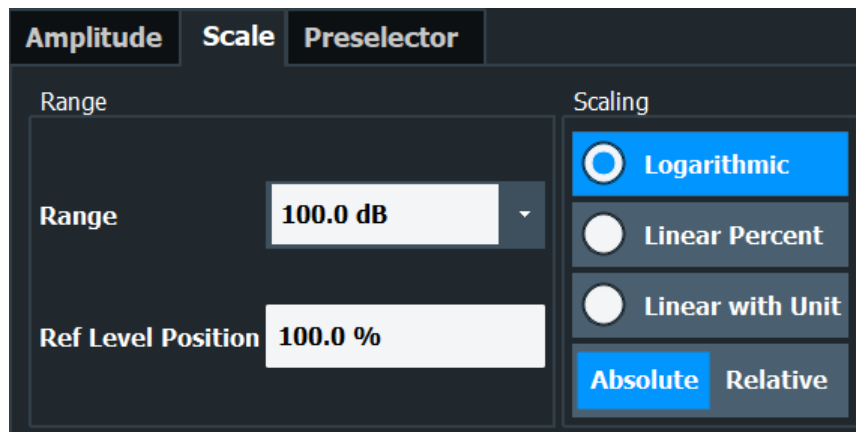 Amplitude Scale Preselector
Range
Range 100.0 dB
Ref Level Position 100.0 %
Scaling
Logarithmic
Linear Percent
Linear with Unit
Absolute Relative